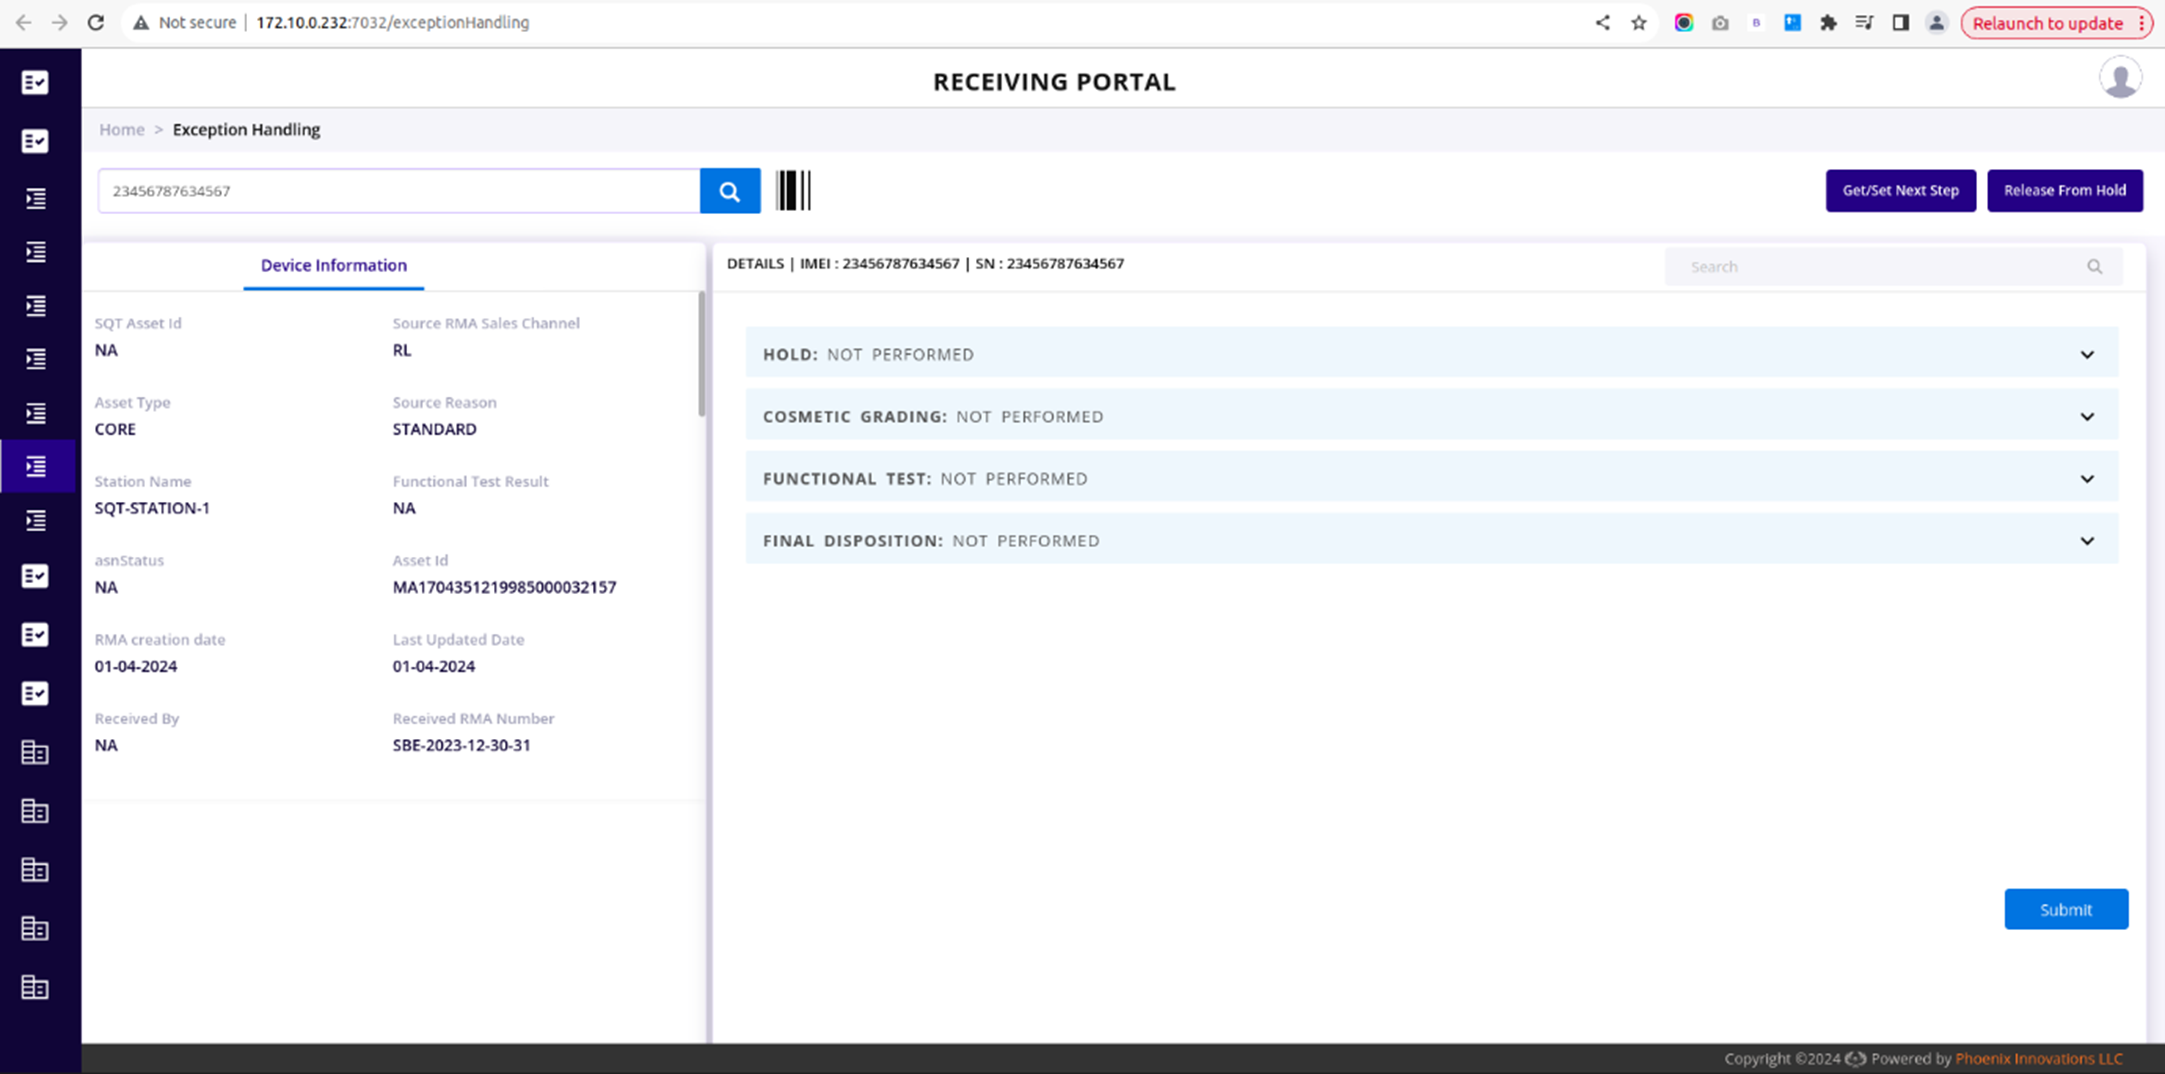 Not secure | 172.10.0.232:7032/exceptionHandling
Relaunch to update
RECEIVING PORTAL
Home > Exception Handling
23456787634567
Get/Set Next Step
Release From Hold
Device Information
DETAILS | IMEI : 23456787634567 | SN : 23456787634567
Search
SQT Asset Id
NA
Source RMA Sales Channel
RL
Asset Type
CORE
Source Reason
STANDARD
Station Name
SQT-STATION-1
Functional Test Result
NA
asnStatus
NA
Asset Id
MA1704351219985000032157
RMA creation date
01-04-2024
Last Updated Date
01-04-2024
Received By
NA
Received RMA Number
SBE-2023-12-30-31
HOLD: NOT PERFORMED
COSMETIC GRADING: NOT PERFORMED
FUNCTIONAL TEST: NOT PERFORMED
FINAL DISPOSITION: NOT PERFORMED
Submit
Copyright ©2024 Powered by Phoenix Innovations LLC